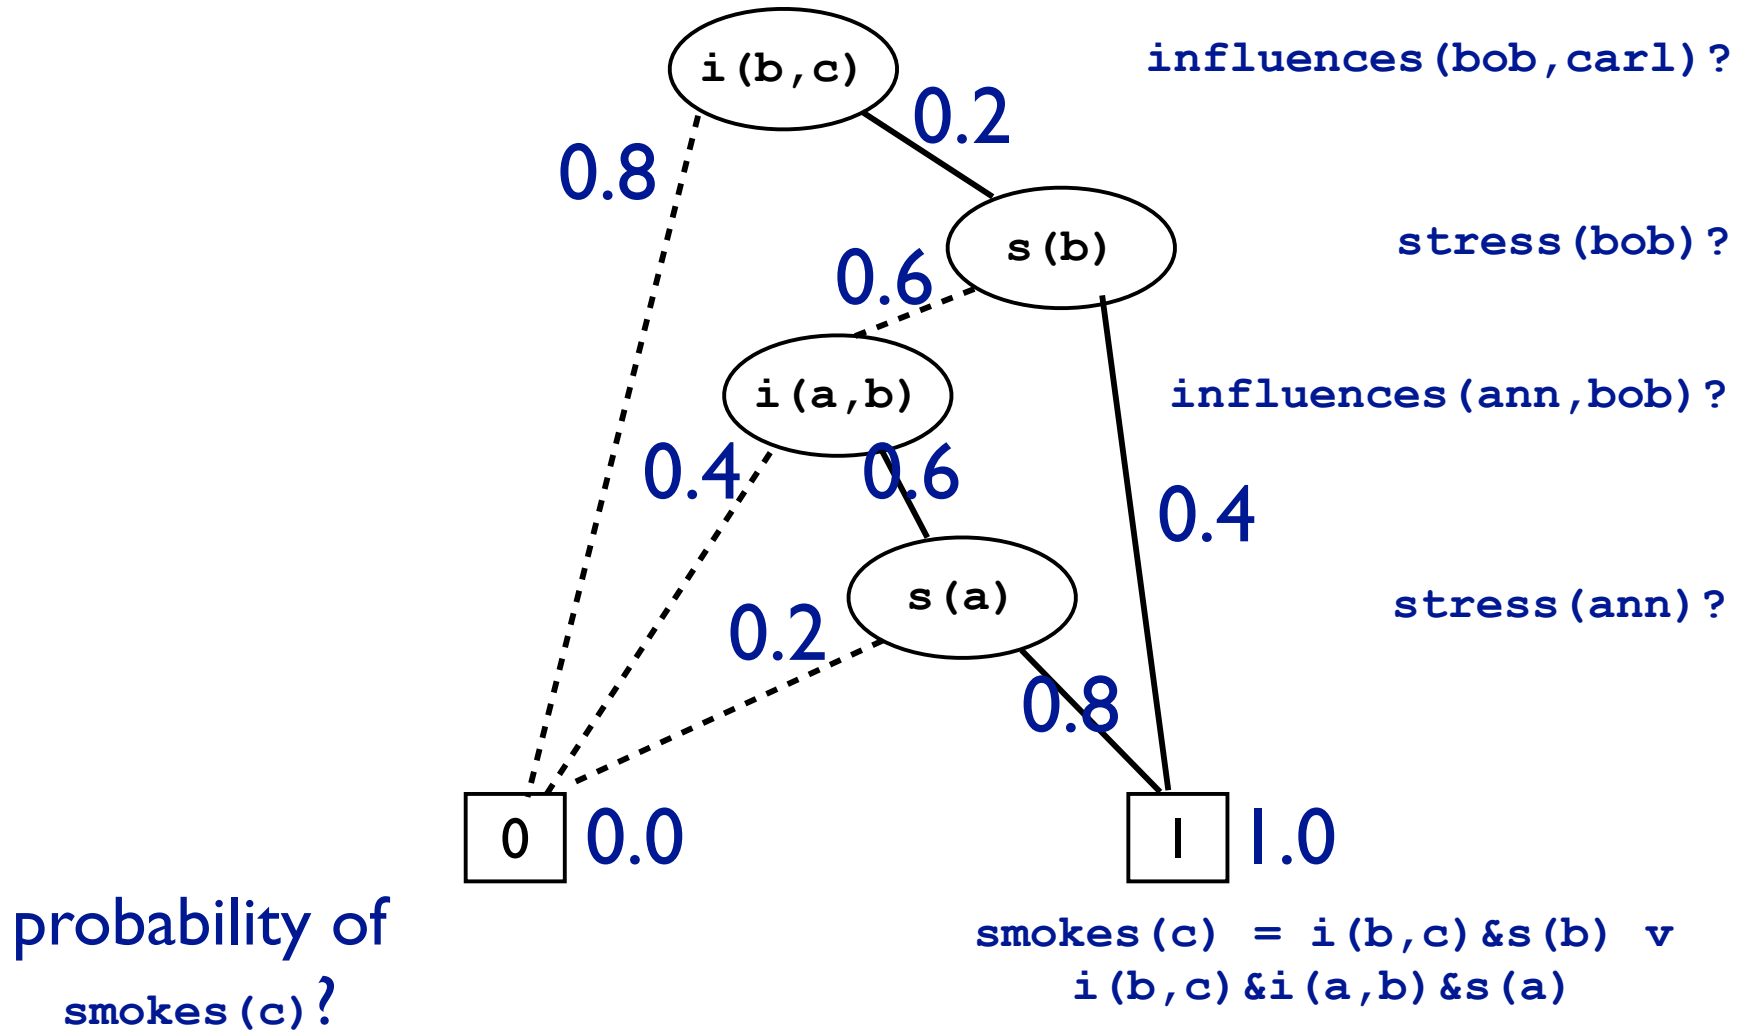 i(b,c)
influences(bob,carl)?
0.2
0.8
s(b)
stress(bob)?
0.6
i(a,b)
influences(ann,bob)?
0.4
0.6
0.4
s(a)
stress(ann)?
0.2
0.8
0
0.0
1
1.0
probability of
smokes(c)?
smokes(c) = i(b,c)&s(b) v
i(b,c)&i(a,b)&s(a)